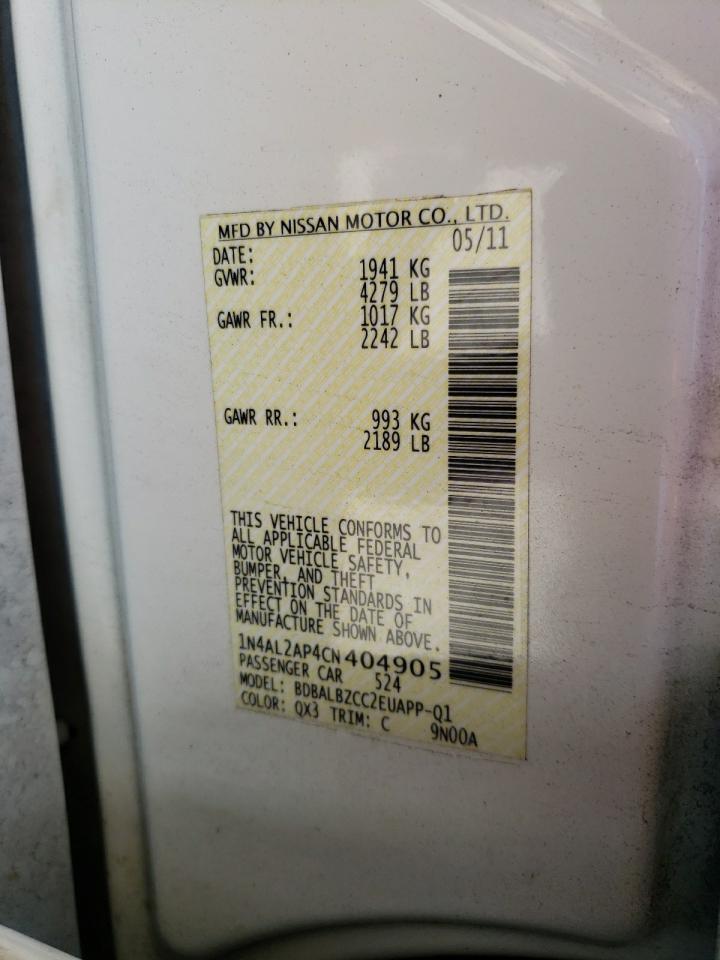 MFD BY NISSAN MOTOR CO., LTD.
DATE: 05/11
GVWR: 1941 KG
4279 LB
GAWR FR.: 1017 KG
2242 LB
GAWR RR.: 993 KG
2189 LB
THIS VEHICLE CONFORMS TO
ALL APPLICABLE FEDERAL
MOTOR VEHICLE SAFETY,
BUMPER, AND THEFT
PREVENTION STANDARDS IN
EFFECT ON THE DATE OF
MANUFACTURE SHOWN ABOVE.
1N4AL2AP4CN404905
PASSENGER CAR 524
MODEL: BDBALBZCC2EUAPP-Q1
COLOR: QX3 TRIM: C 9N00A